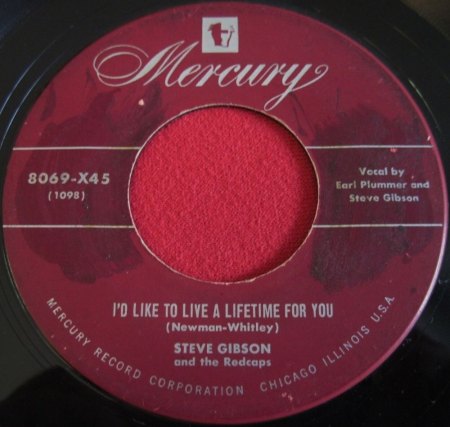 Mercury
8069-X45
(1098)
Vocal by
Earl Plummer and
Steve Gibson
I'D LIKE TO LIVE A LIFETIME FOR YOU
(Newman-Whitley)
STEVE GIBSON
and the Redcaps
MERCURY RECORD CORPORATION CHICAGO ILLINOIS U.S.A.